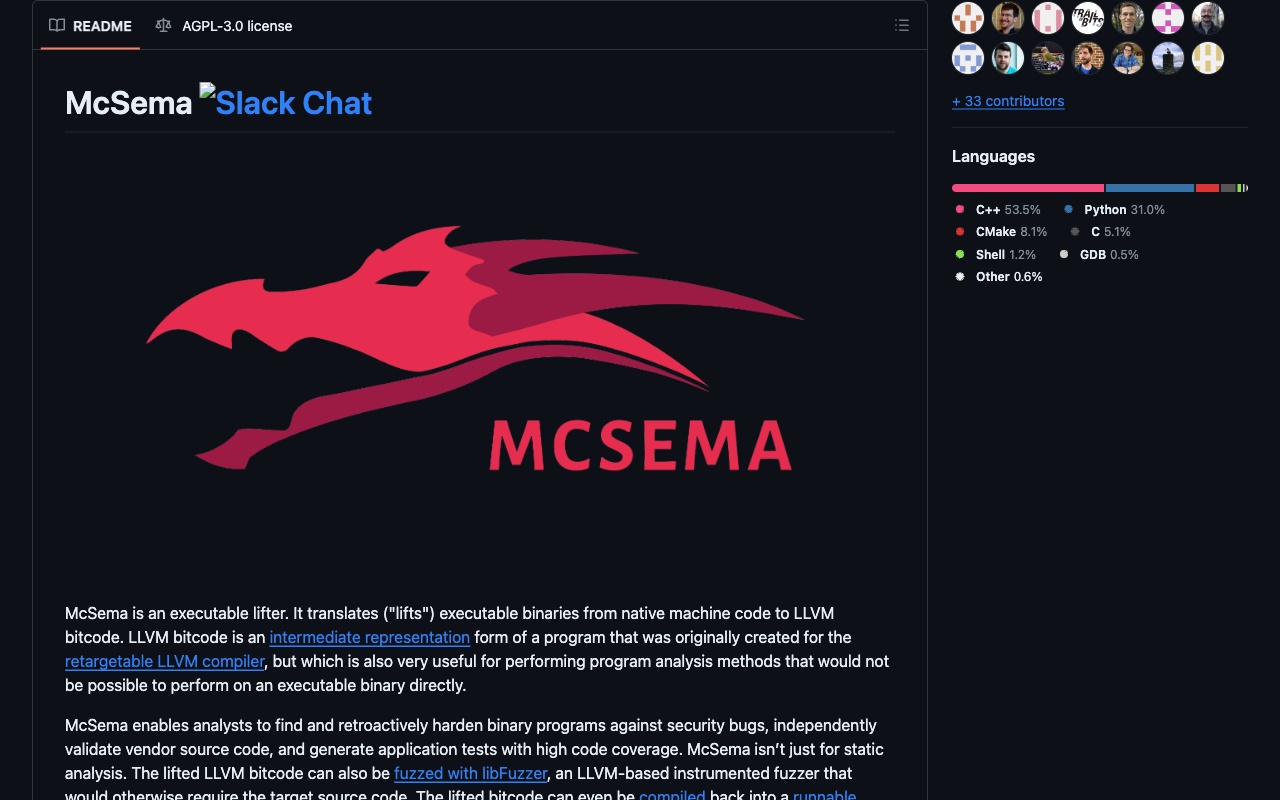 README
AGPL-3.0 license
McSema Slack Chat
MCSEMA
McSema is an executable lifter. It translates ("lifts") executable binaries from native machine code to LLVM
bitcode. LLVM bitcode is an intermediate representation form of a program that was originally created for the
retargetable LLVM compiler, but which is also very useful for performing program analysis methods that would not
be possible to perform on an executable binary directly.
McSema enables analysts to find and retroactively harden binary programs against security bugs, independently
validate vendor source code, and generate application tests with high code coverage. McSema isn’t just for static
analysis. The lifted LLVM bitcode can also be fuzzed with libFuzzer, an LLVM-based instrumented fuzzer that
would otherwise require the target source code. The lifted bitcode can even be compiled back into a runnable
TRAIL OF BITS
+ 33 contributors
Languages
C++ 53.5%
Python 31.0%
CMake 8.1%
C 5.1%
Shell 1.2%
GDB 0.5%
Other 0.6%